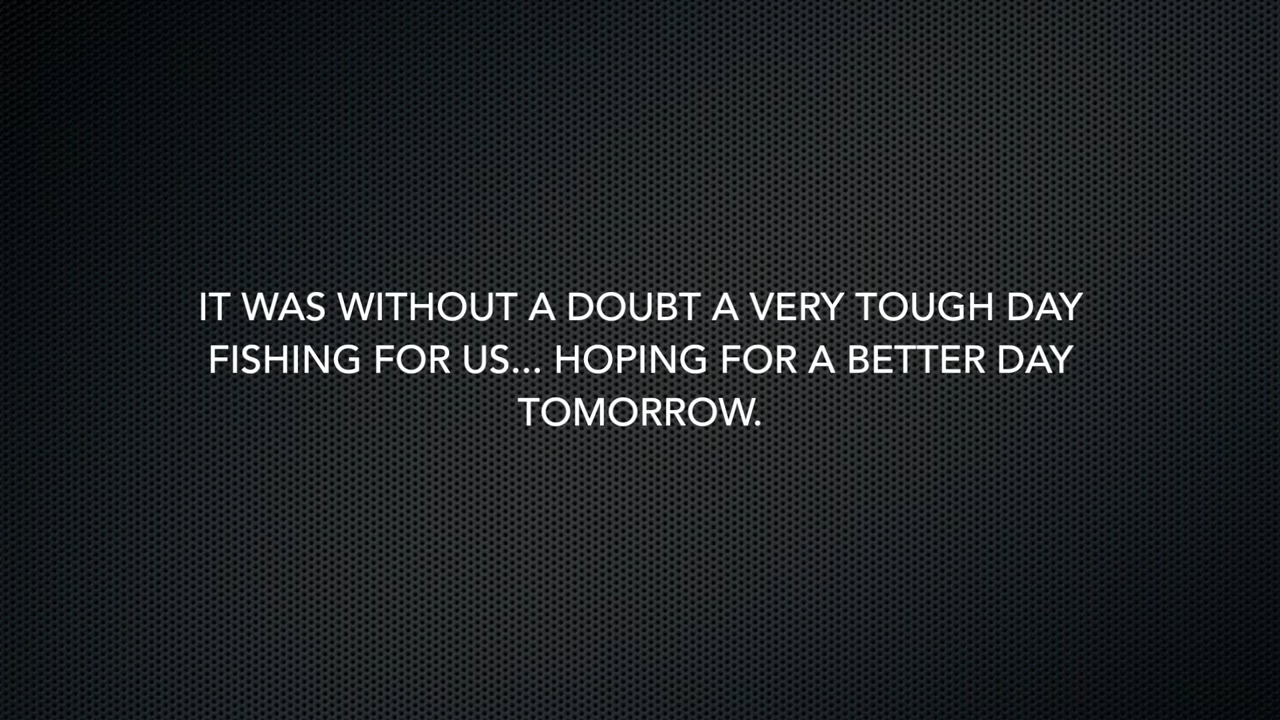 IT WAS WITHOUT A DOUBT A VERY TOUGH DAY
FISHING FOR US... HOPING FOR A BETTER DAY
TOMORROW.